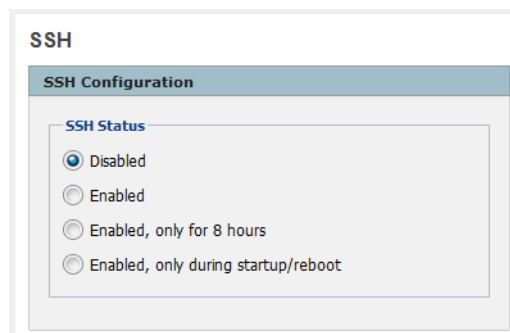 SSH
SSH Configuration
SSH Status
Disabled
Enabled
Enabled, only for 8 hours
Enabled, only during startup/reboot